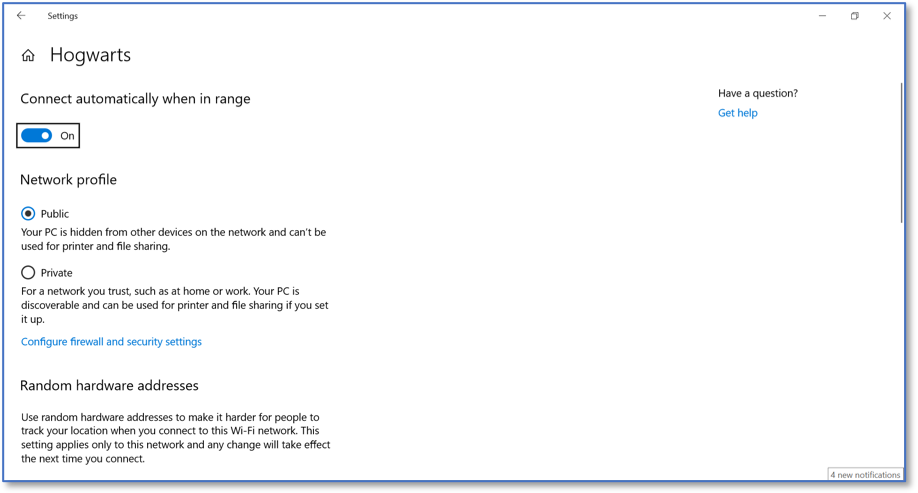 Settings
Hogwarts
Connect automatically when in range
Have a question?
Get help
On
Network profile
Public
Your PC is hidden from other devices on the network and can't be
used for printer and file sharing.
Private
For a network you trust, such as at home or work. Your PC is
discoverable and can be used for printer and file sharing if you set
it up.
Configure firewall and security settings
Random hardware addresses
Use random hardware addresses to make it harder for people to
track your location when you connect to this Wi-Fi network. This
setting applies only to this network and any change will take effect
the next time you connect.
4 new notifications